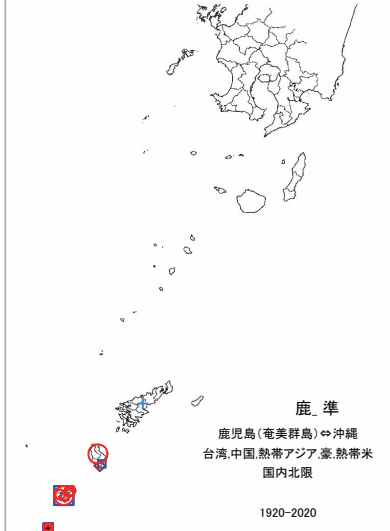 鹿_準
鹿児島(奄美群島)⇔沖縄
台湾,中国,熱帯アジア,豪,熱帯米
国内北限
1920-2020